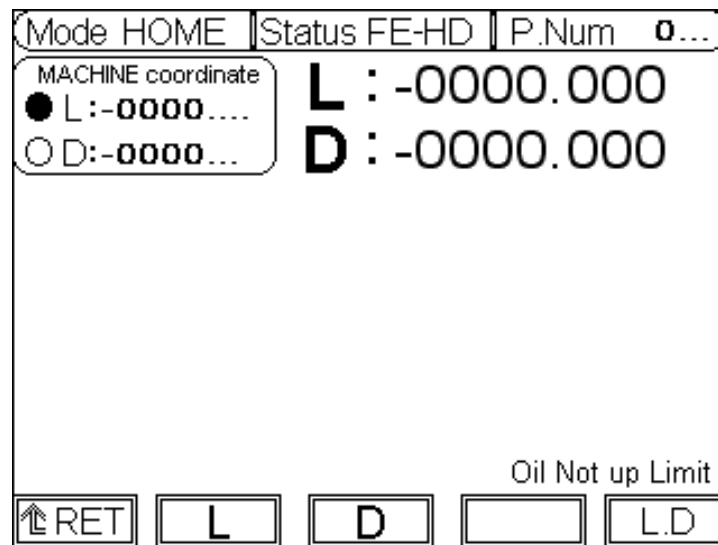 Mode HOME Status FE-HD P.Num 0...
MACHINE coordinate
L:-0000....
D:-0000...
L:-0000.000
D:-0000.000
Oil Not up Limit
RET L D L.D